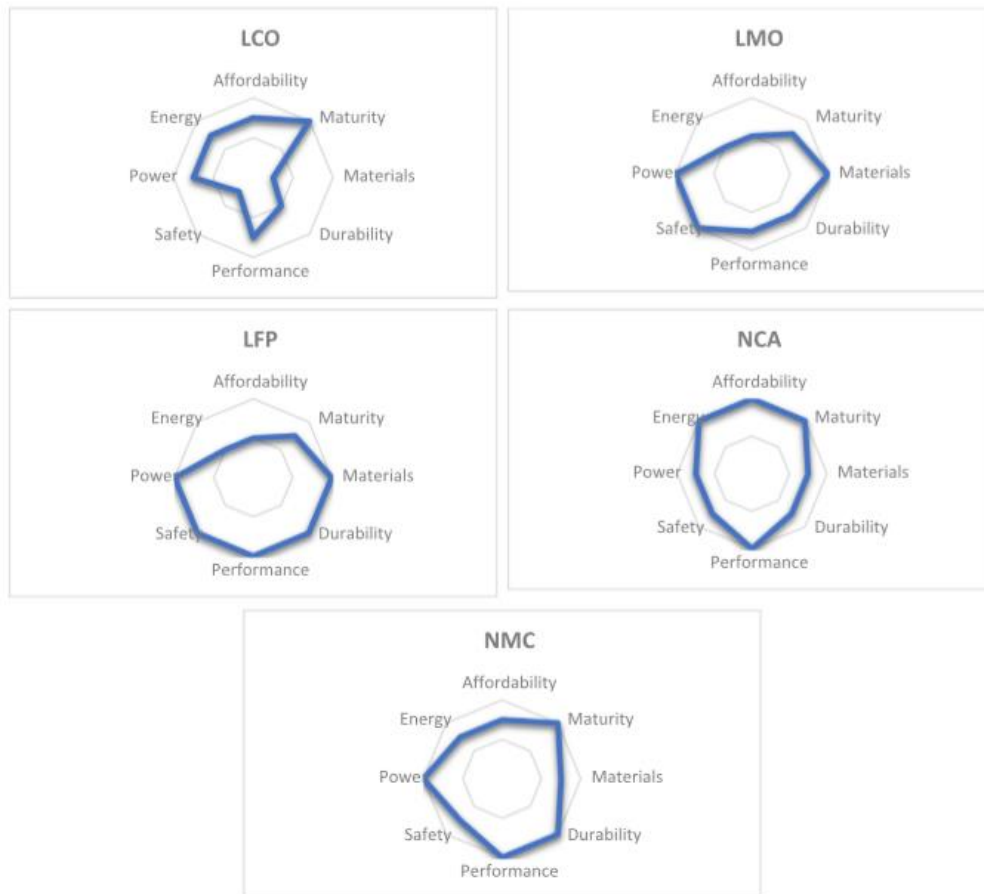 LCO
Affordability
Energy
Maturity
Power
Materials
Safety
Durability
Performance
LMO
Affordability
Energy
Maturity
Power
Materials
Safety
Durability
Performance
LFP
Affordability
Energy
Maturity
Power
Materials
Safety
Durability
Performance
NCA
Affordability
Energy
Maturity
Power
Materials
Safety
Durability
Performance
NMC
Affordability
Energy
Maturity
Power
Materials
Safety
Durability
Performance